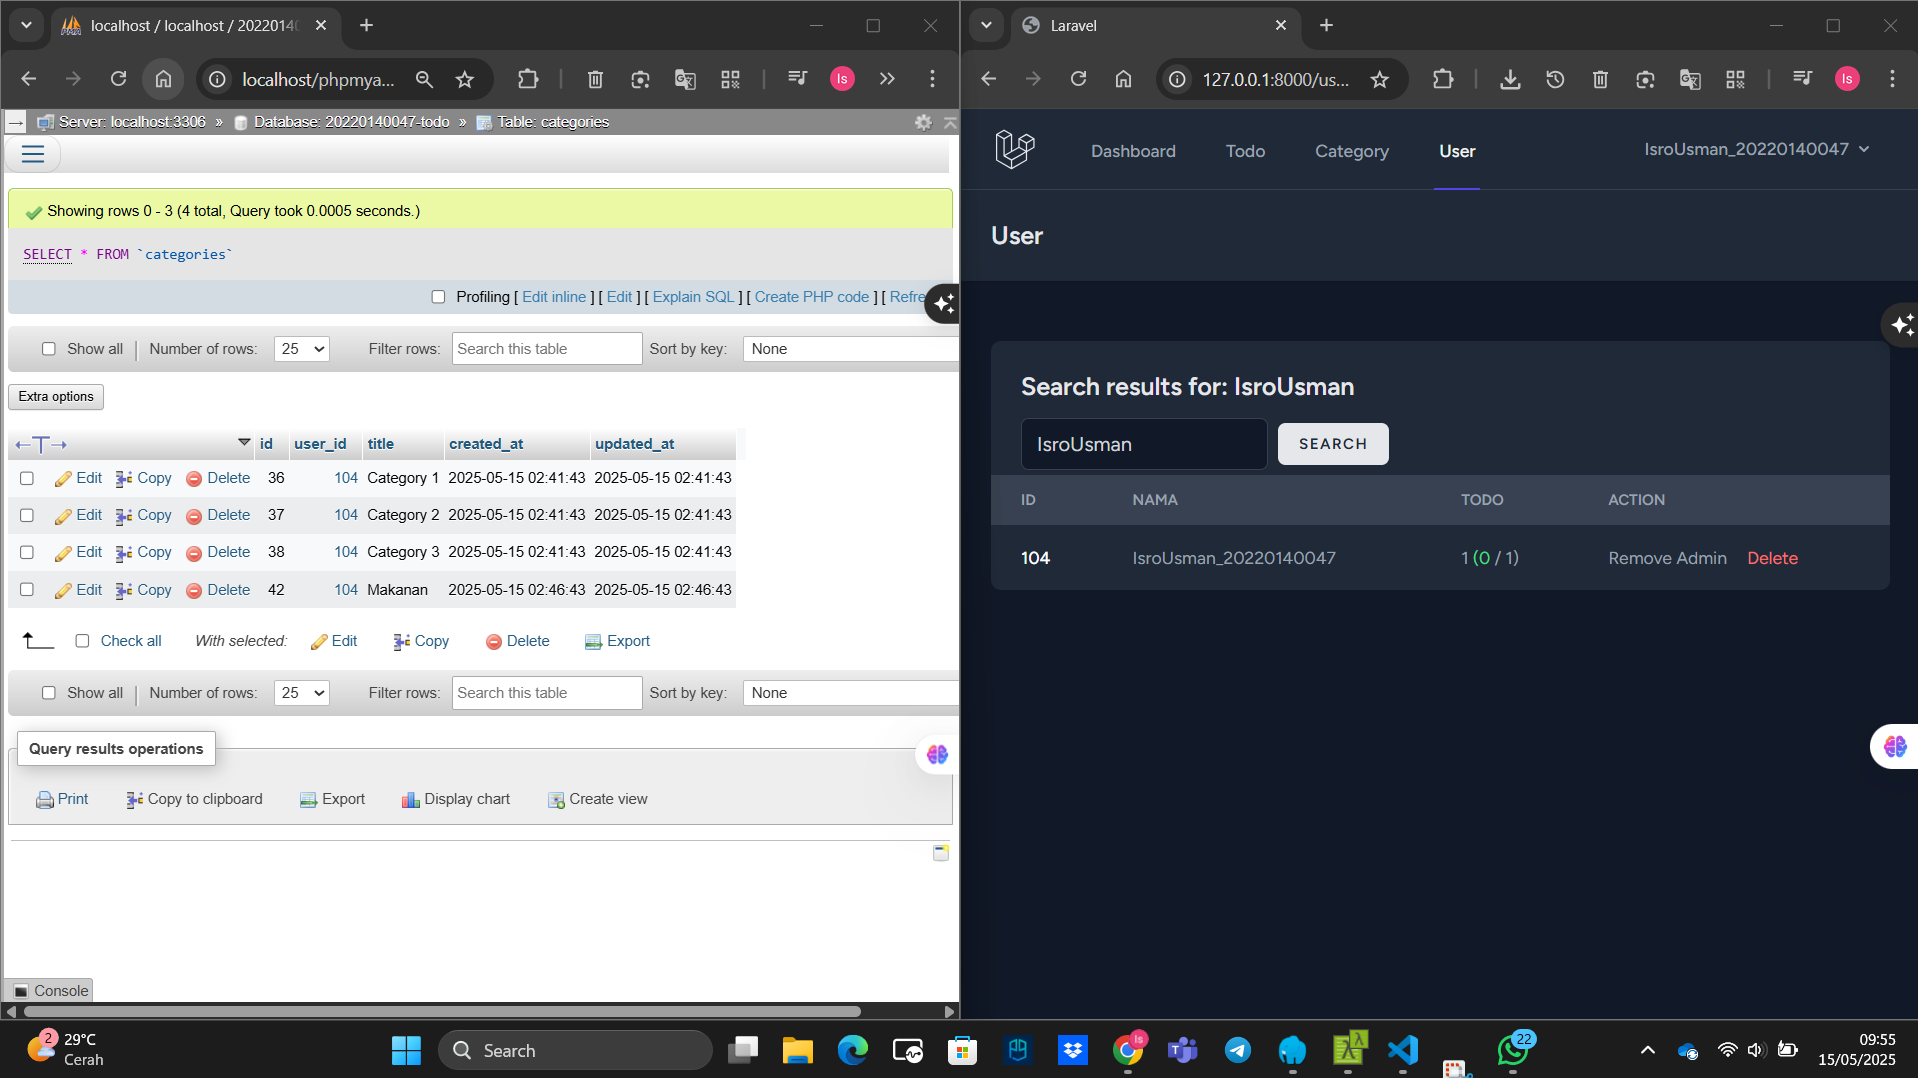 localhost / localhost / 2022014
localhost/phpmya...
Is
Server: localhost:3306 » Database: 20220140047-todo » Table: categories
Showing rows 0 - 3 (4 total, Query took 0.0005 seconds.)
SELECT * FROM `categories`
Profiling [ Edit inline ] [ Edit ] [ Explain SQL ] [ Create PHP code ] [ Refre
Show all | Number of rows: 25 Filter rows: Search this table Sort by key: None
Extra options
←T→ id user_id title created_at updated_at
Edit Copy Delete 36 104 Category 1 2025-05-15 02:41:43 2025-05-15 02:41:43
Edit Copy Delete 37 104 Category 2 2025-05-15 02:41:43 2025-05-15 02:41:43
Edit Copy Delete 38 104 Category 3 2025-05-15 02:41:43 2025-05-15 02:41:43
Edit Copy Delete 42 104 Makanan 2025-05-15 02:46:43 2025-05-15 02:46:43
Check all With selected: Edit Copy Delete Export
Show all | Number of rows: 25 Filter rows: Search this table Sort by key: None
Query results operations
Print Copy to clipboard Export Display chart Create view
Console
Laravel
127.0.0.1:8000/us...
Is
Dashboard Todo Category User IsroUsman_20220140047
User
Search results for: IsroUsman
IsroUsman SEARCH
ID NAMA TODO ACTION
104 IsroUsman_20220140047 1 (0 / 1) Remove Admin Delete
2
29°C
Cerah
Search
Is
22
09:55
15/05/2025